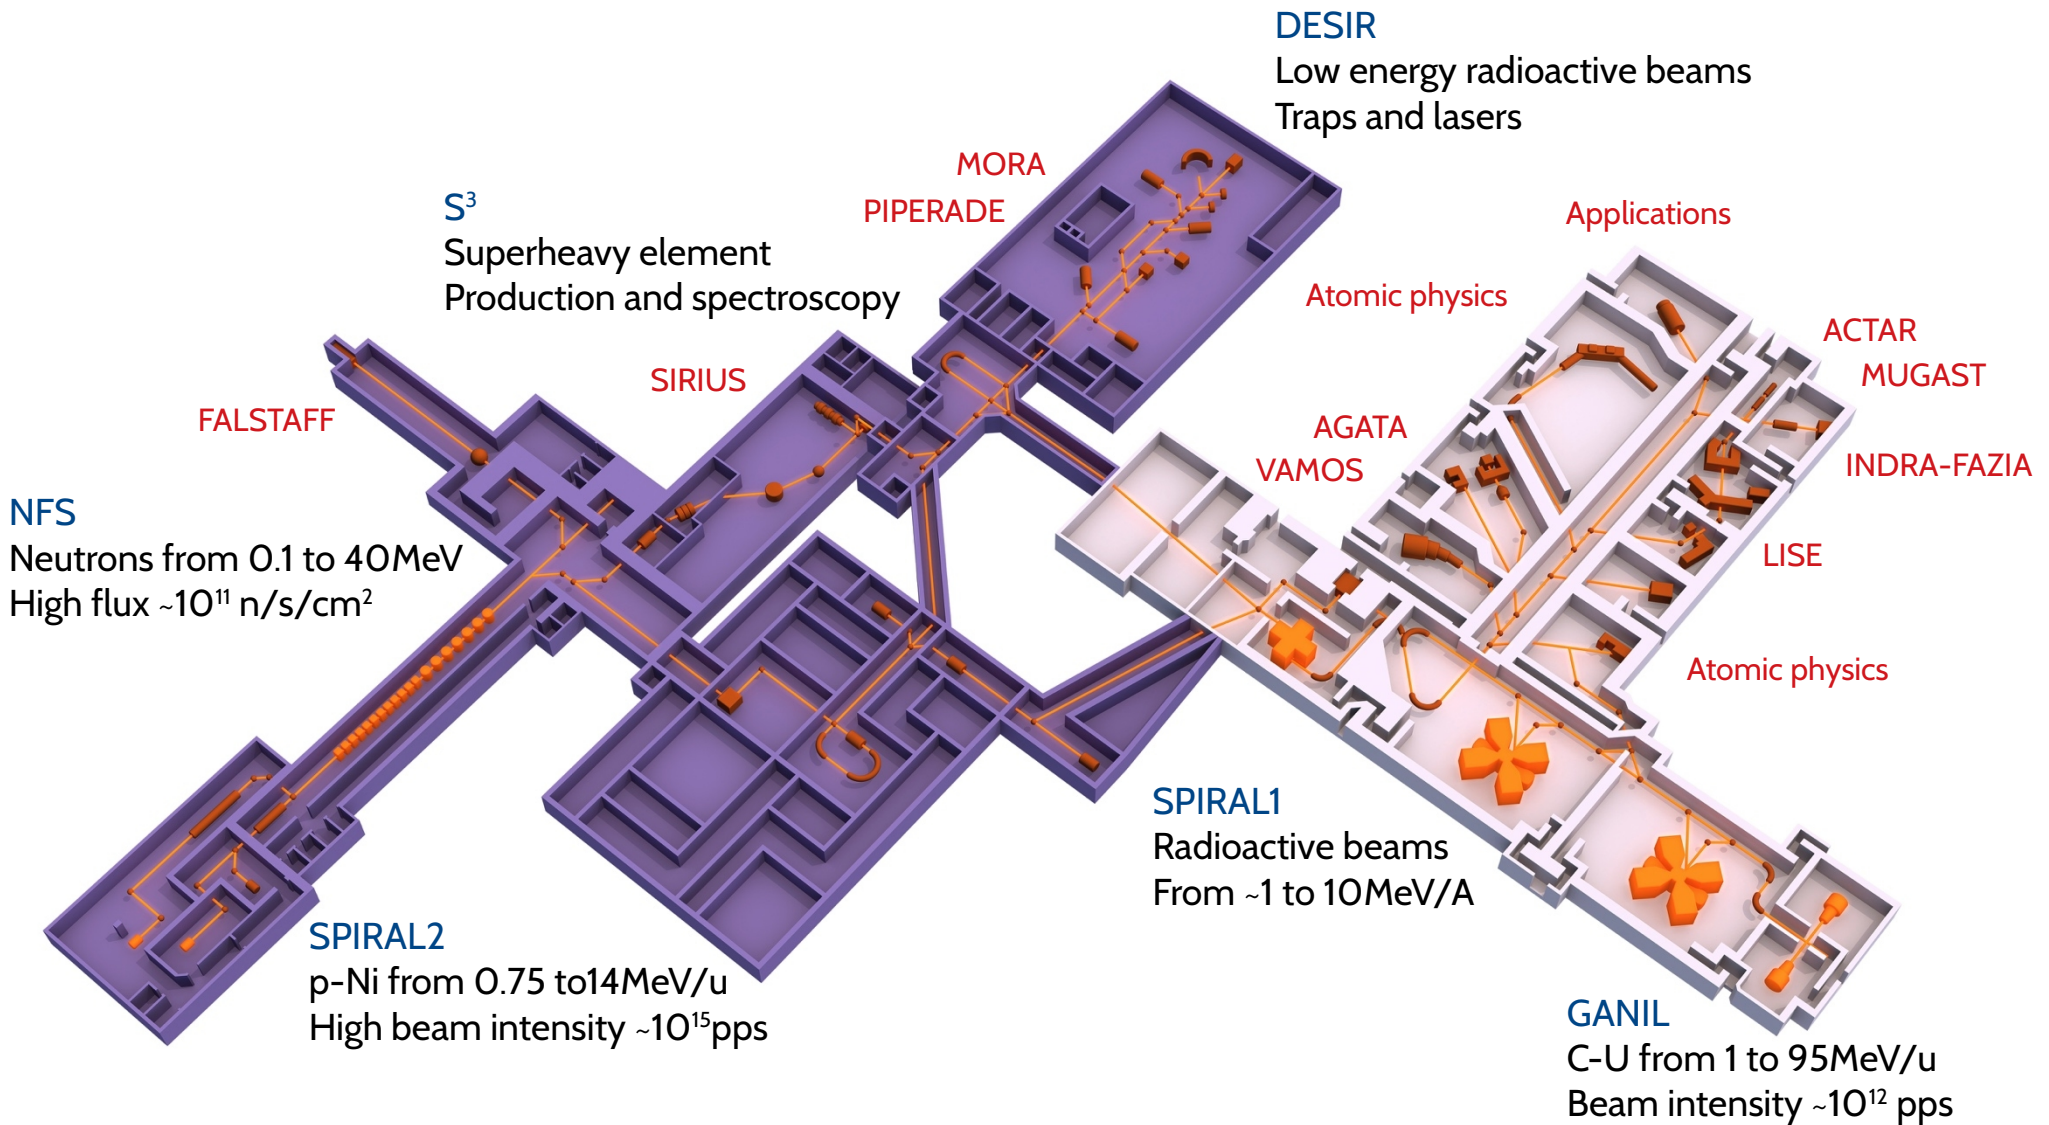 DESIR
Low energy radioactive beams
Traps and lasers
MORA
PIPERADE
S³
Superheavy element
Production and spectroscopy
Applications
Atomic physics
ACTAR
MUGAST
SIRIUS
FALSTAFF
AGATA
VAMOS
INDRA-FAZIA
NFS
Neutrons from 0.1 to 40MeV
High flux ~10¹¹ n/s/cm²
LISE
Atomic physics
SPIRAL1
Radioactive beams
From ~1 to 10MeV/A
SPIRAL2
p-Ni from 0.75 to14MeV/u
High beam intensity ~10¹⁵pps
GANIL
C-U from 1 to 95MeV/u
Beam intensity ~10¹² pps